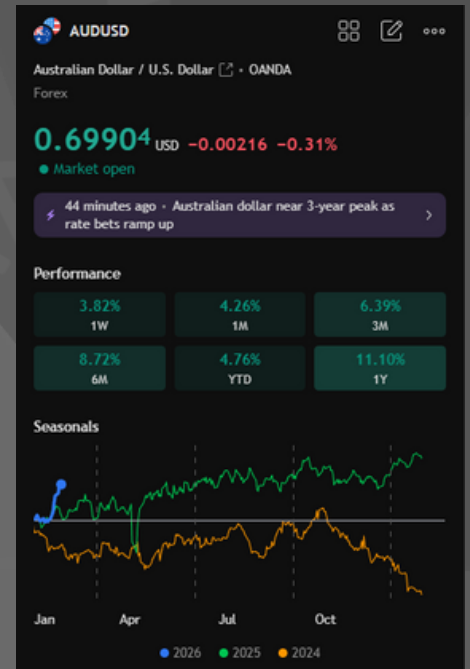 AUDUSD
Australian Dollar / U.S. Dollar • OANDA
Forex
0.69904 USD −0.00216 −0.31%
Market open
44 minutes ago • Australian dollar near 3-year peak as
rate bets ramp up
Performance
3.82% 4.26% 6.39%
1W 1M 3M
8.72% 4.76% 11.10%
6M YTD 1Y
Seasonals
Jan Apr Jul Oct
2026 2025 2024